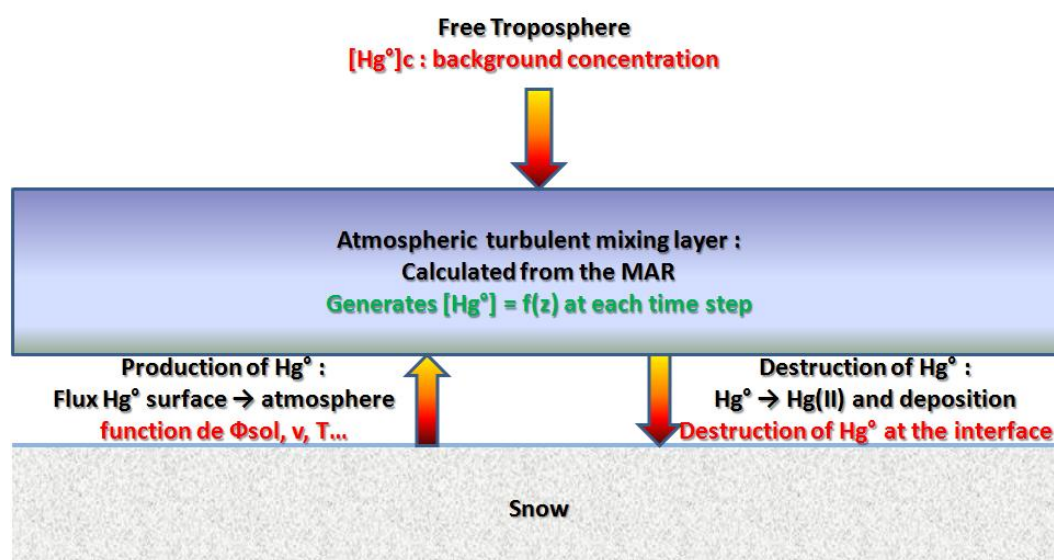 Free Troposphere
[Hg°]c : background concentration
Atmospheric turbulent mixing layer :
Calculated from the MAR
Generates [Hg°] = f(z) at each time step
Production of Hg° :
Flux Hg° surface → atmosphere
function de Φsol, v, T...
Destruction of Hg° :
Hg° → Hg(II) and deposition
Destruction of Hg° at the interface
Snow